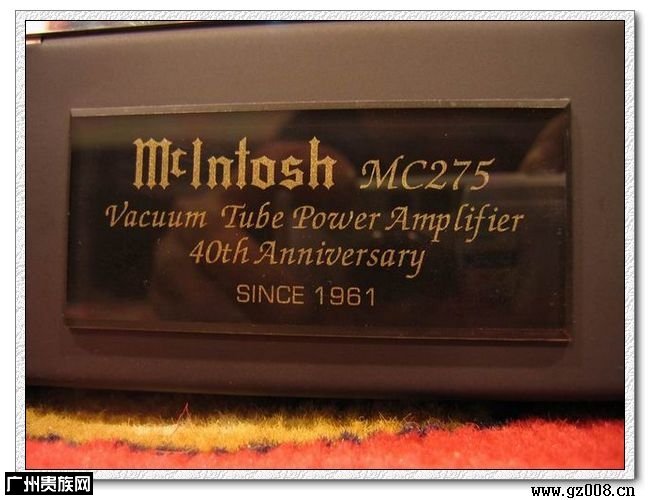 McIntosh MC275
Vacuum Tube Power Amplifier
40th Anniversary
SINCE 1961
广州贵族网
www.gz008.cn